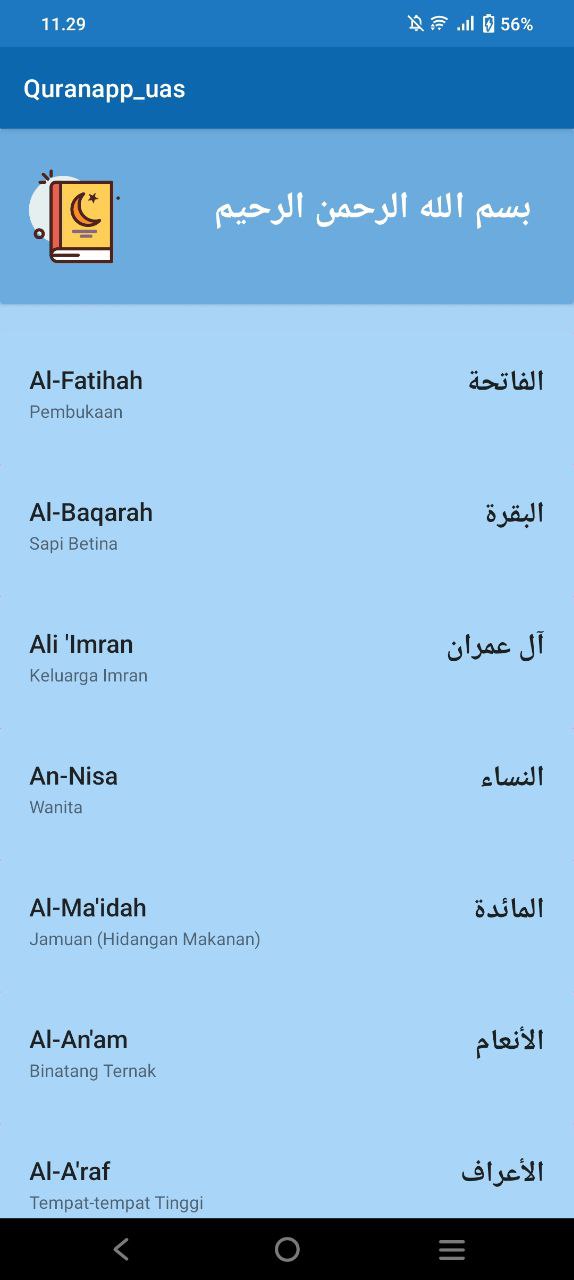 11.29 56%
Quranapp_uas
بسم الله الرحمن الرحيم
Al-Fatihah الفاتحة
Pembukaan
Al-Baqarah البقرة
Sapi Betina
Ali 'Imran آل عمران
Keluarga Imran
An-Nisa النساء
Wanita
Al-Ma'idah المائدة
Jamuan (Hidangan Makanan)
Al-An'am الأنعام
Binatang Ternak
Al-A'raf الأعراف
Tempat-tempat Tinggi